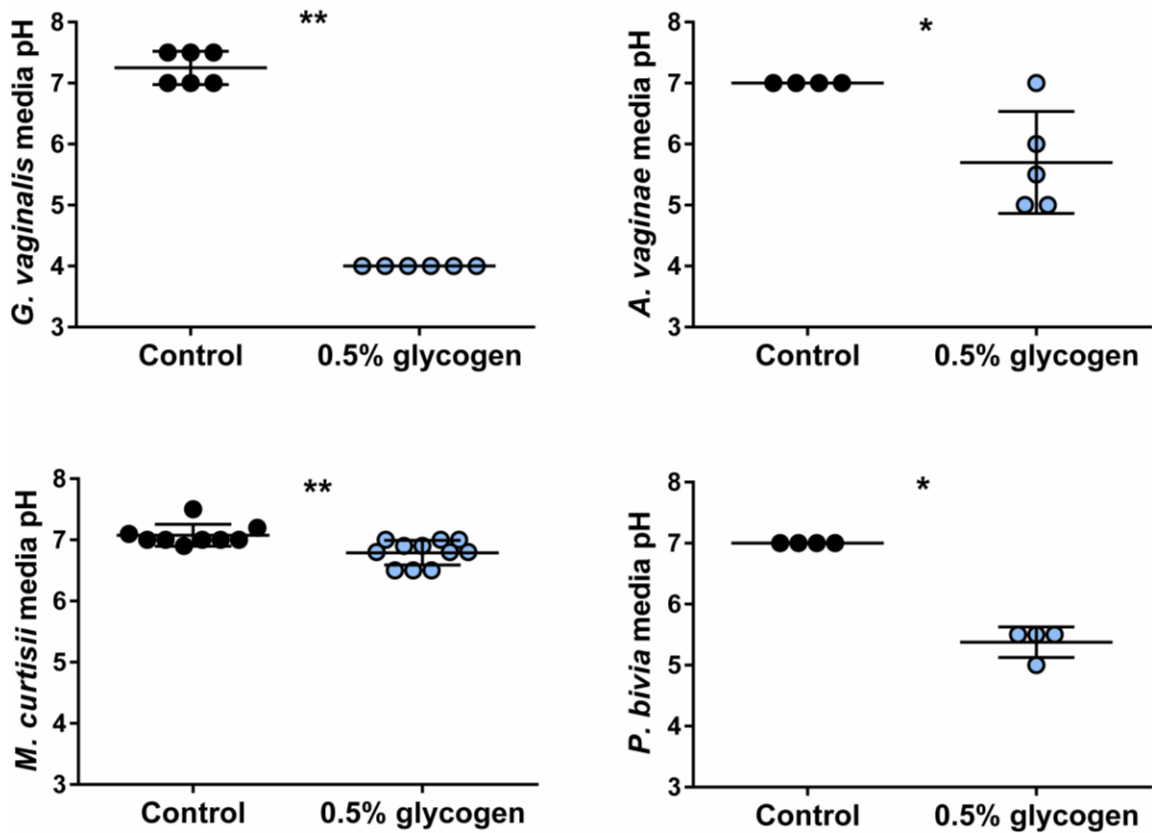 G. vaginalis media pH
8
7
6
5
4
3
**
Control
0.5% glycogen
A. vaginae media pH
8
7
6
5
4
3
*
Control
0.5% glycogen
M. curtisii media pH
8
7
6
5
4
3
**
Control
0.5% glycogen
P. bivia media pH
8
7
6
5
4
3
*
Control
0.5% glycogen